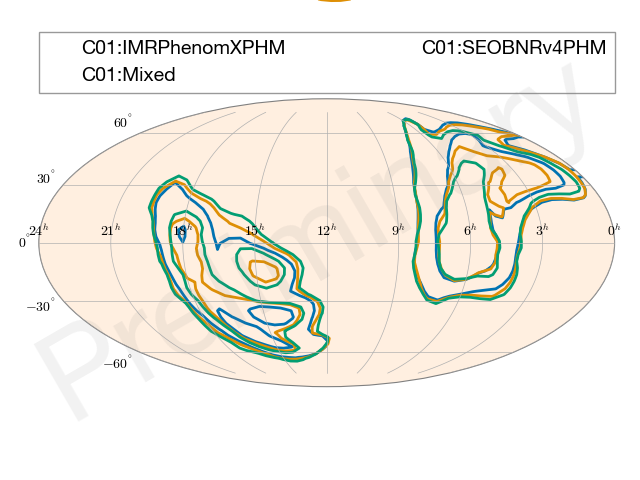 C01:IMRPhenomXPHM C01:SEOBNRv4PHM
C01:Mixed
60°
30°
0° 24h 21h 18h 15h 12h 9h 6h 3h 0h
−30°
−60°
Preliminary